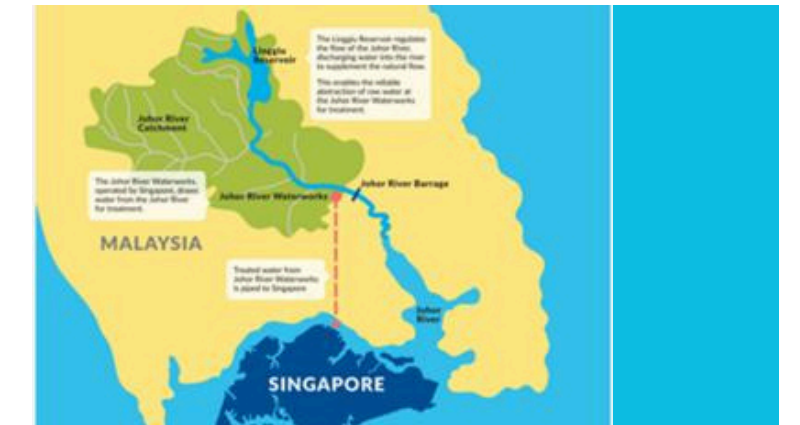 Linggiu
Reservoir
The Linggiu Reservoir regulates
the flow of the Johor River,
discharging water into the river
to supplement the natural flow.
This enables the reliable
abstraction of raw water at
the Johor River Waterworks
for treatment.
Johor River
Catchment
The Johor River Waterworks,
operated by Singapore, draws
water from the Johor River
for treatment.
Johor River Waterworks
Johor River Barrage
MALAYSIA
Treated water from
Johor River Waterworks
is piped to Singapore
Johor
River
SINGAPORE